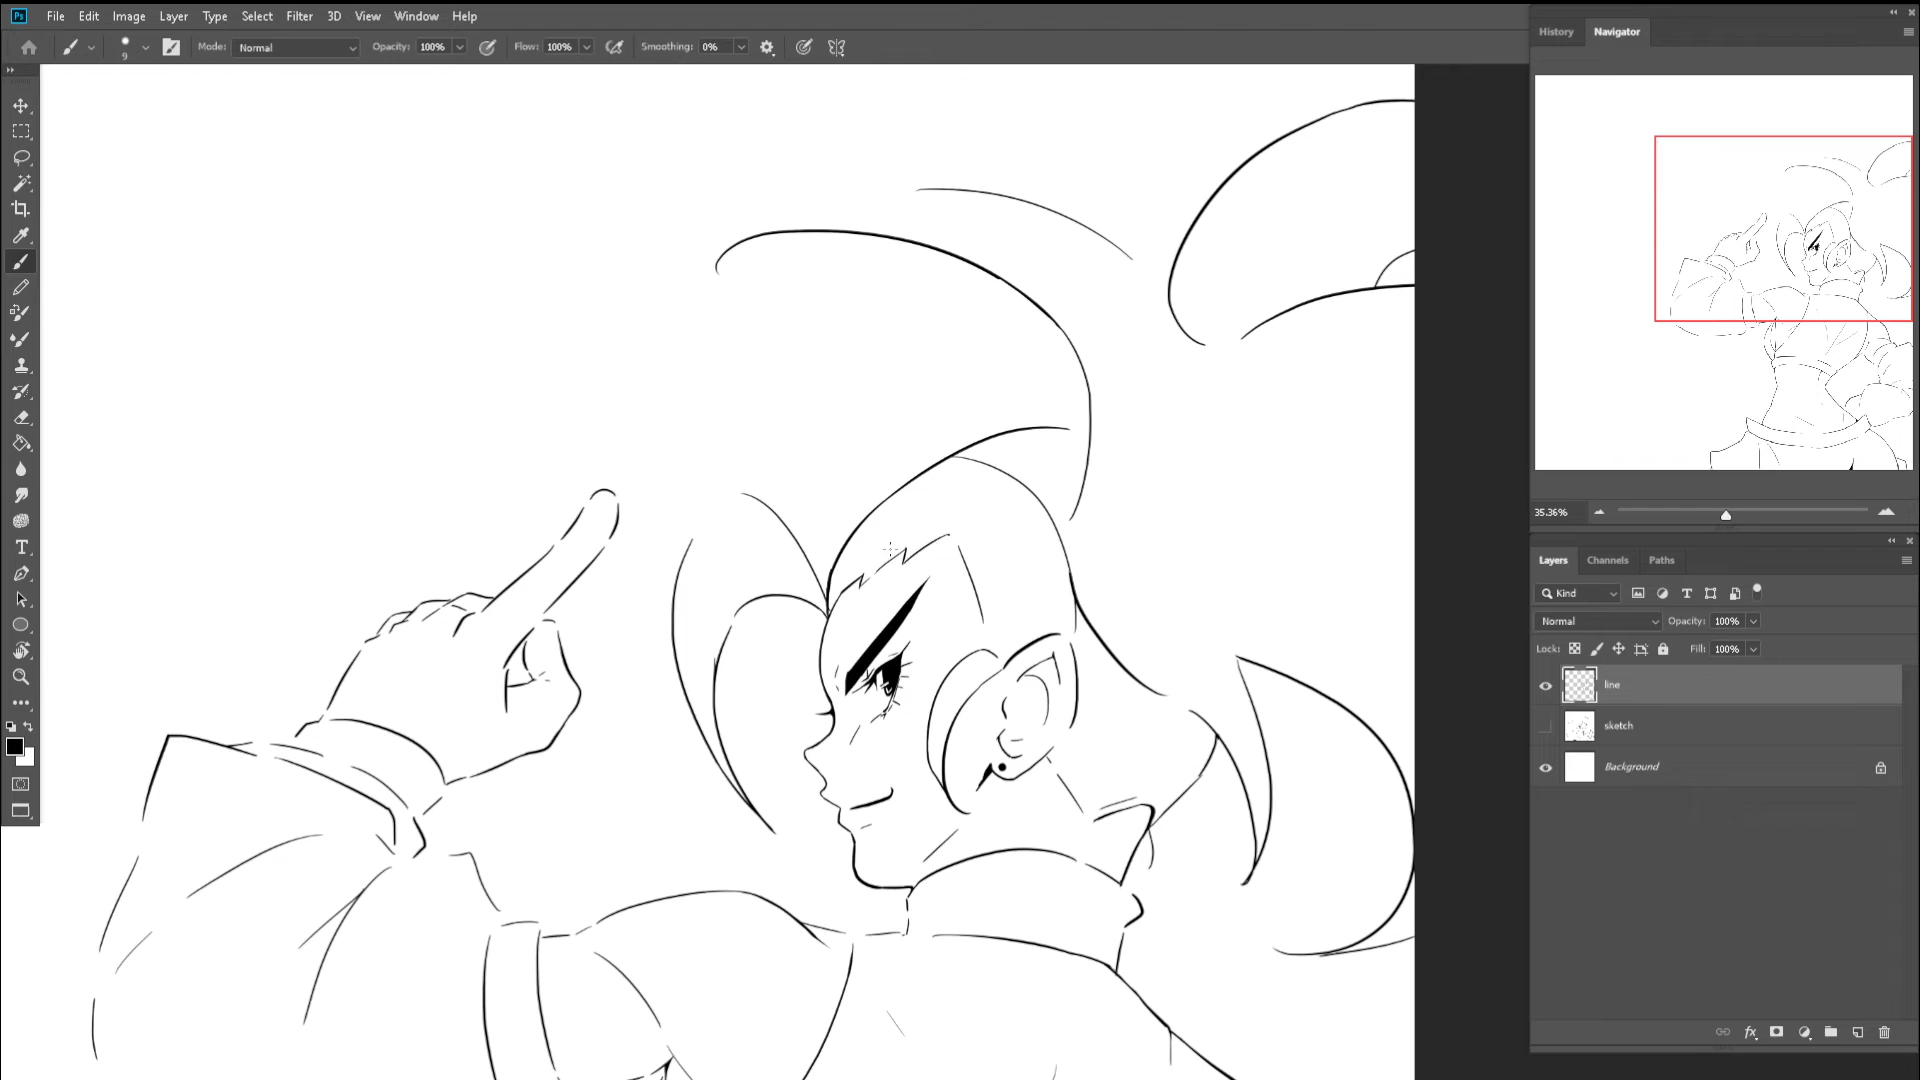 Ps File Edit Image Layer Type Select Filter 3D View Window Help
9 Mode: Normal Opacity: 100% Flow: 100% Smoothing: 0%
History Navigator
35.36%
Layers Channels Paths
Kind
Normal Opacity: 100%
Lock: Fill: 100%
line
sketch
Background